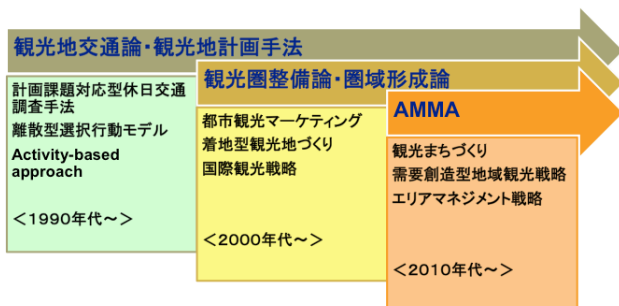 観光地交通論・観光地計画手法
計画課題対応型休日交通
調査手法
離散型選択行動モデル
Activity-based
approach
＜1990年代～＞
観光圏整備論・圏域形成論
都市観光マーケティング
着地型観光地づくり
国際観光戦略
＜2000年代～＞
AMMA
観光まちづくり
需要創造型地域観光戦略
エリアマネジメント戦略
＜2010年代～＞